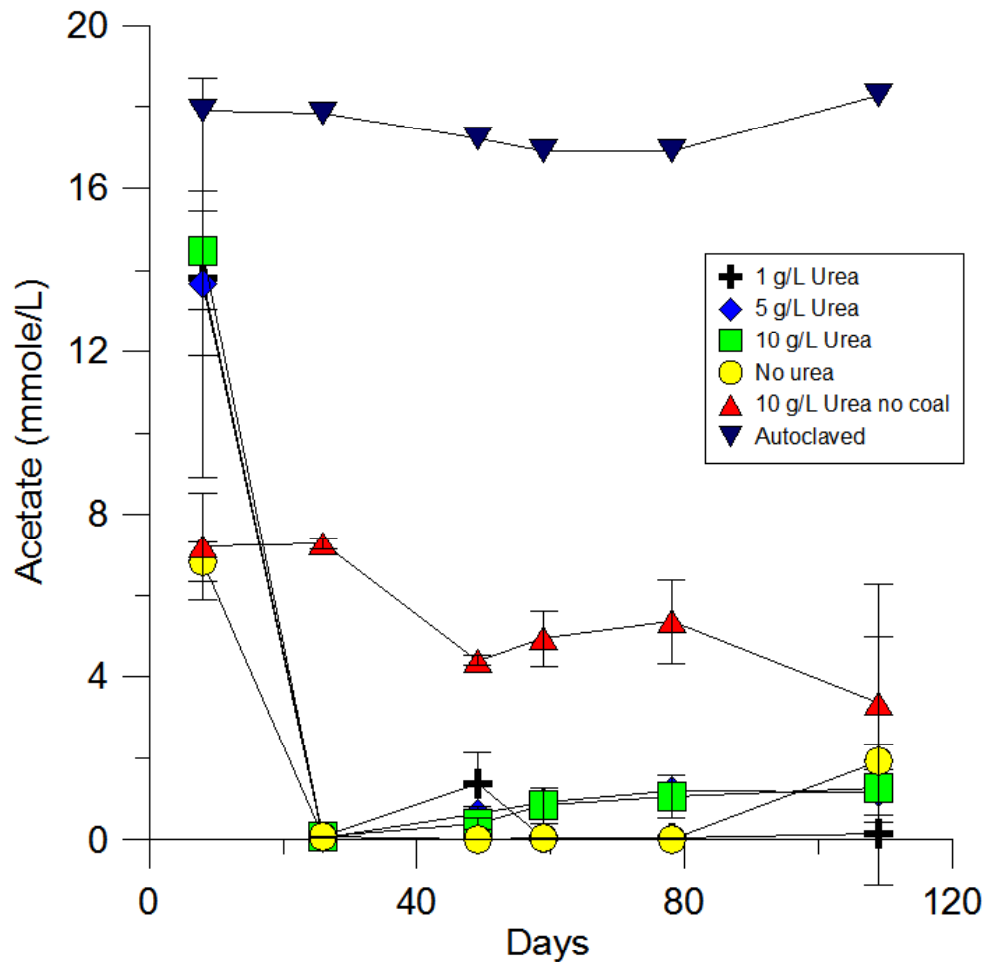 20
16
12
8
4
0
Acetate (mmole/L)
1 g/L Urea
5 g/L Urea
10 g/L Urea
No urea
10 g/L Urea no coal
Autoclaved
0 40 80 120
Days